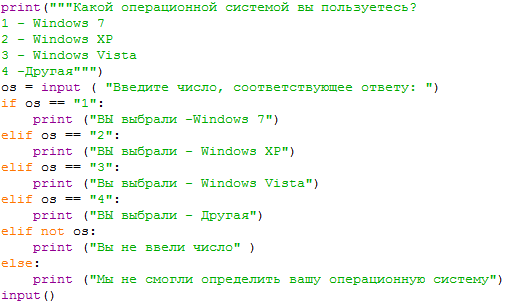 print("""Какой операционной системой вы пользуетесь?
1 - Windows 7
2 - Windows XP
3 - Windows Vista
4 -Другая""")
os = input ( "Введите число, соответствующее ответу: ")
if os == "1":
    print ("ВЫ выбрали -Windows 7")
elif os == "2":
    print ("ВЫ выбрали - Windows XP")
elif os == "3":
    print ("Вы выбрали - Windows Vista")
elif os == "4":
    print ("ВЫ выбрали - Другая")
elif not os:
    print ("Вы не ввели число" )
else:
    print ("Мы не смогли определить вашу операционную систему")
input()